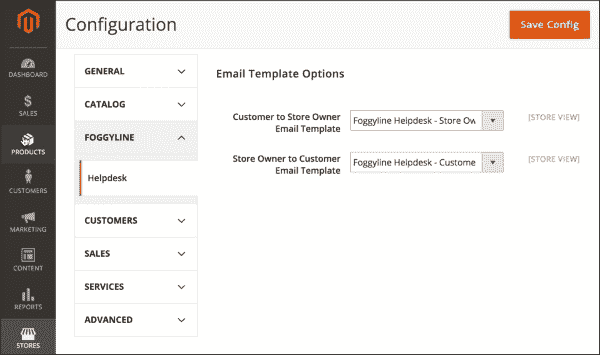 Configuration
Save Config
DASHBOARD
SALES
PRODUCTS
CUSTOMERS
MARKETING
CONTENT
REPORTS
STORES
GENERAL
CATALOG
FOGGYLINE
Helpdesk
CUSTOMERS
SALES
SERVICES
ADVANCED
Email Template Options
Customer to Store Owner
Email Template
Foggyline Helpdesk - Store Ow
[STORE VIEW]
Store Owner to Customer
Email Template
Foggyline Helpdesk - Custome
[STORE VIEW]